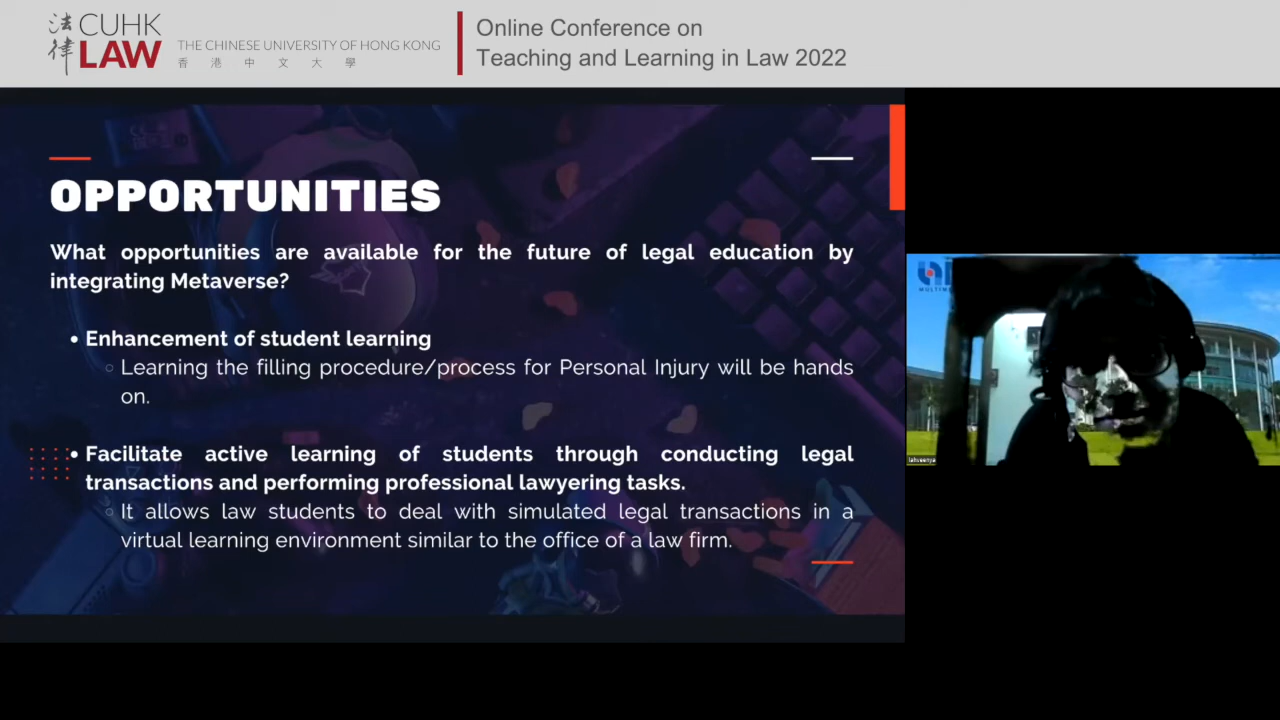 法律
CUHK
LAW
THE CHINESE UNIVERSITY OF HONG KONG
香港中文大學
Online Conference on
Teaching and Learning in Law 2022
OPPORTUNITIES
What opportunities are available for the future of legal education by
integrating Metaverse?
• Enhancement of student learning
○ Learning the filling procedure/process for Personal Injury will be hands
on.
• Facilitate active learning of students through conducting legal
transactions and performing professional lawyering tasks.
○ It allows law students to deal with simulated legal transactions in a
virtual learning environment similar to the office of a law firm.